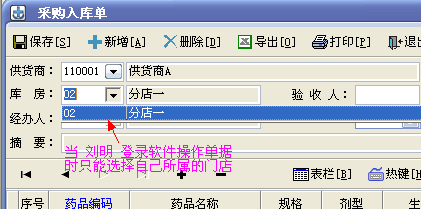 采购入库单
保存[S] 新增[A] 删除[D] 导出[O] 打印[P] 退出
供货商： 110001 供货商A
库 房： 02 分店一 验 收 人：
02 分店一
经办人：
摘 要：
当 刘明 登录软件操作单据
时只能选择自己所属的门店
表栏[B] 热键[H]
序号 药品编码 药品名称 规格 剂型 生